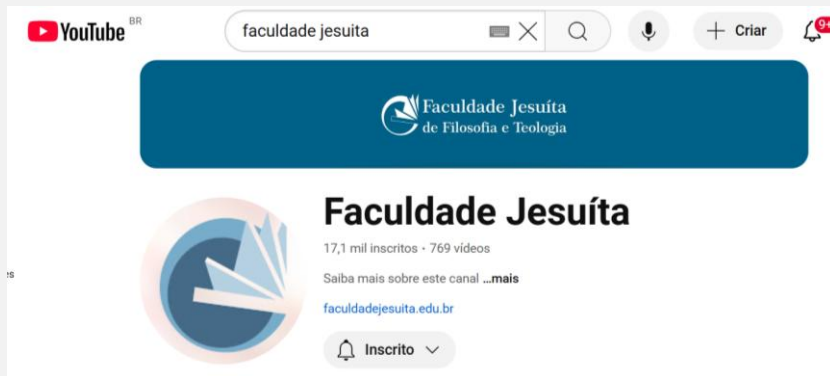 YouTube BR
faculdade jesuita
Criar
9+
Faculdade Jesuíta
de Filosofia e Teologia
Faculdade Jesuíta
17,1 mil inscritos • 769 vídeos
Saiba mais sobre este canal ...mais
faculdadejesuita.edu.br
Inscrito